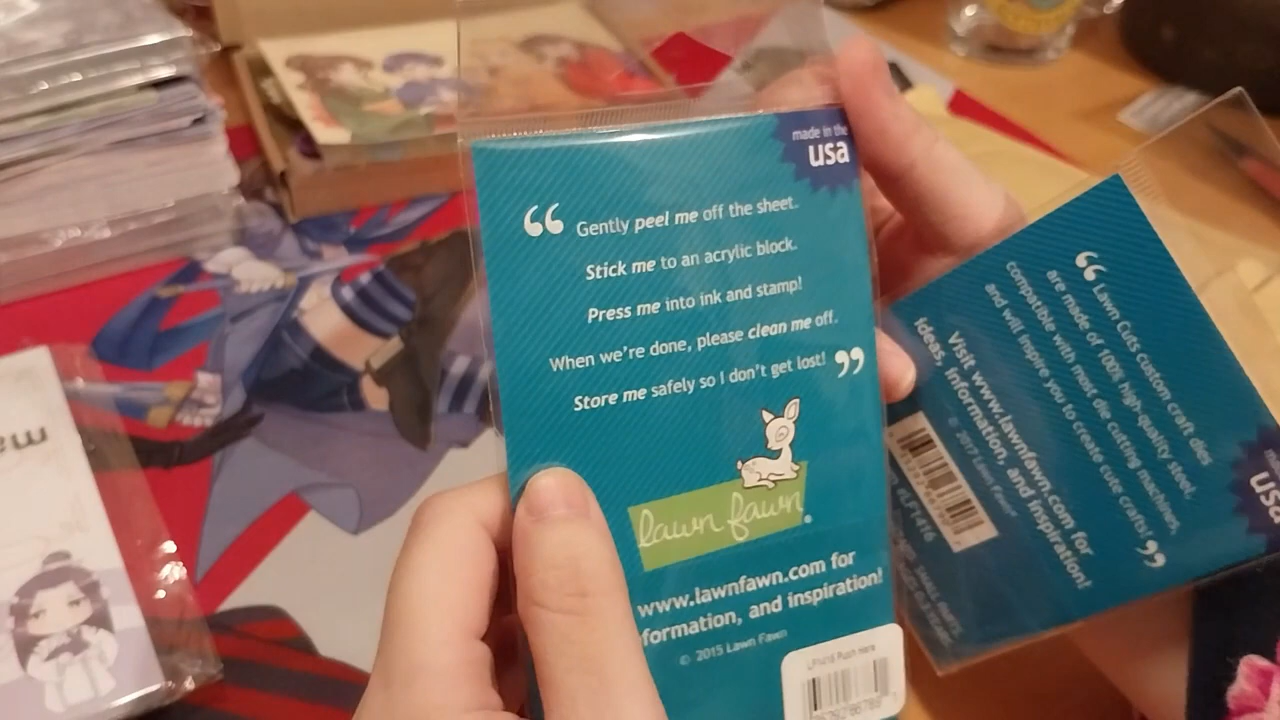 made in the
usa
“ Gently peel me off the sheet.
Stick me to an acrylic block.
Press me into ink and stamp!
When we're done, please clean me off.
Store me safely so I don't get lost! ”
lawn fawn
www.lawnfawn.com for
formation, and inspiration!
© 2015 Lawn Fawn
Push Here
“ Lawn Cuts custom craft dies
are made of 100% high-quality steel,
compatible with most die cutting machines,
and will inspire you to create cute crafts! ”
Visit www.lawnfawn.com for
ideas, information, and inspiration!
© 2017 Lawn Fawn
LF1416
usa